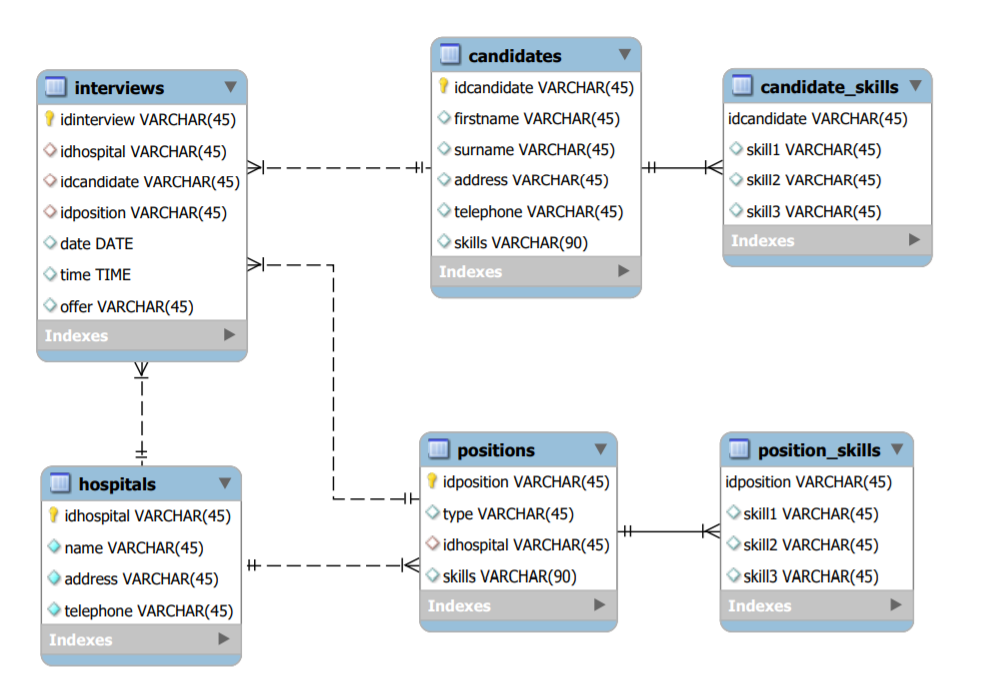 interviews
idinterview VARCHAR(45)
idhospital VARCHAR(45)
idcandidate VARCHAR(45)
idposition VARCHAR(45)
date DATE
time TIME
offer VARCHAR(45)
Indexes
candidates
idcandidate VARCHAR(45)
firstname VARCHAR(45)
surname VARCHAR(45)
address VARCHAR(45)
telephone VARCHAR(45)
skills VARCHAR(90)
Indexes
candidate_skills
idcandidate VARCHAR(45)
skill1 VARCHAR(45)
skill2 VARCHAR(45)
skill3 VARCHAR(45)
Indexes
hospitals
idhospital VARCHAR(45)
name VARCHAR(45)
address VARCHAR(45)
telephone VARCHAR(45)
Indexes
positions
idposition VARCHAR(45)
type VARCHAR(45)
idhospital VARCHAR(45)
skills VARCHAR(90)
Indexes
position_skills
idposition VARCHAR(45)
skill1 VARCHAR(45)
skill2 VARCHAR(45)
skill3 VARCHAR(45)
Indexes